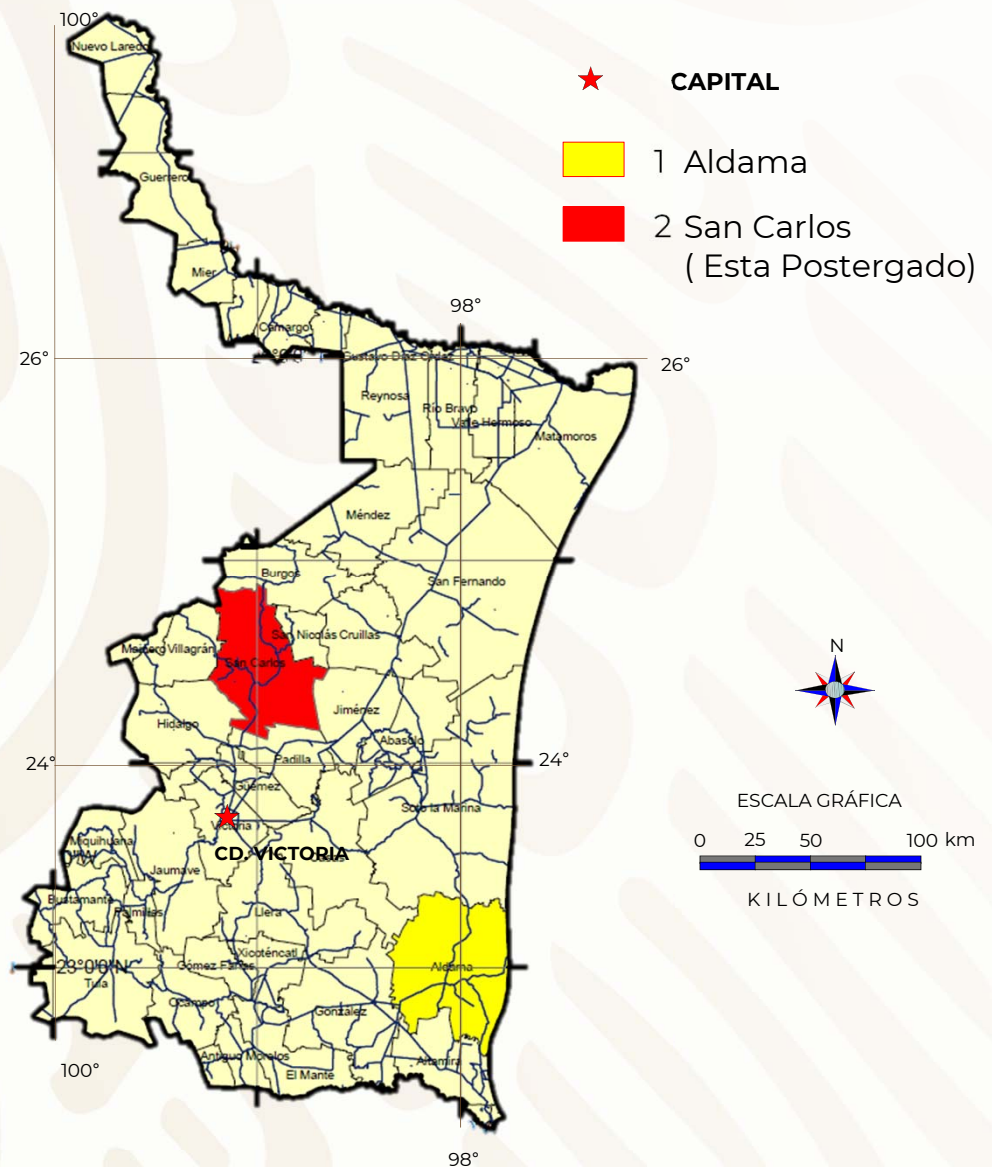 100°
Nuevo Laredo
CAPITAL
1 Aldama
Guerrero
2 San Carlos
( Esta Postergado)
Mier
98°
Camargo
26°
Gustavo Díaz Ordaz
26°
Reynosa
Río Bravo
Valle Hermoso
Matamoros
Méndez
Burgos
San Fernando
San Nicolás Cruillas
N
Mainero Villagrán
San Carlos
Jiménez
Hidalgo
Abasolo
24°
Padilla
24°
Güemez
ESCALA GRÁFICA
Soto la Marina
Victoria
0 25 50 100 km
Miquihuana
CD. VICTORIA
Jaumave
KILÓMETROS
Bustamante
Palmillas
Llera
Xicoténcatl
23°0'0"N
Gómez Farías
Aldama
Tula
Ocampo
González
Antiguo Morelos
Altamira
100°
El Mante
98°